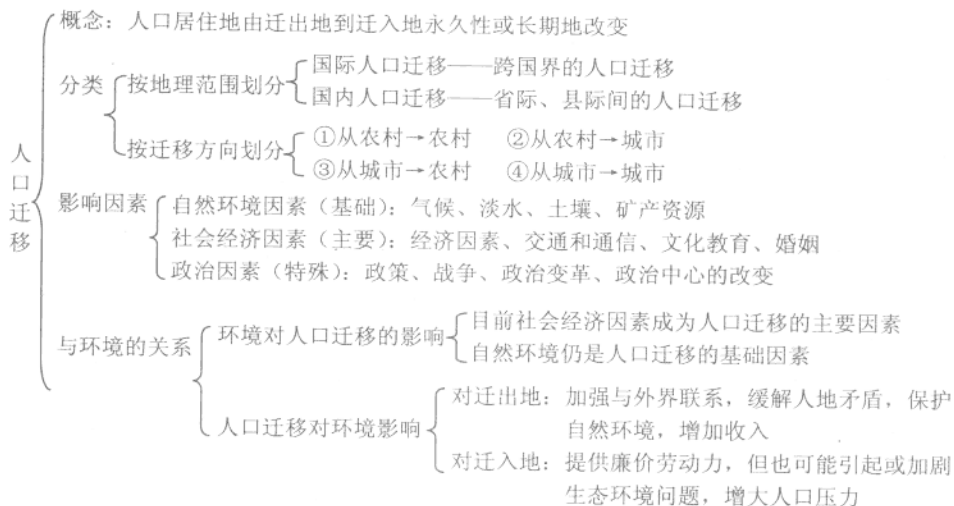 人口迁移
概念：人口居住地由迁出地到迁入地永久性或长期地改变
分类
按地理范围划分
国际人口迁移——跨国界的人口迁移
国内人口迁移——省际、县际间的人口迁移
按迁移方向划分
①从农村→农村 ②从农村→城市
③从城市→农村 ④从城市→城市
影响因素
自然环境因素（基础）：气候、淡水、土壤、矿产资源
社会经济因素（主要）：经济因素、交通和通信、文化教育、婚姻
政治因素（特殊）：政策、战争、政治变革、政治中心的改变
与环境的关系
环境对人口迁移的影响
目前社会经济因素成为人口迁移的主要因素
自然环境仍是人口迁移的基础因素
人口迁移对环境影响
对迁出地：加强与外界联系，缓解人地矛盾，保护
自然环境，增加收入
对迁入地：提供廉价劳动力，但也可能引起或加剧
生态环境问题，增大人口压力